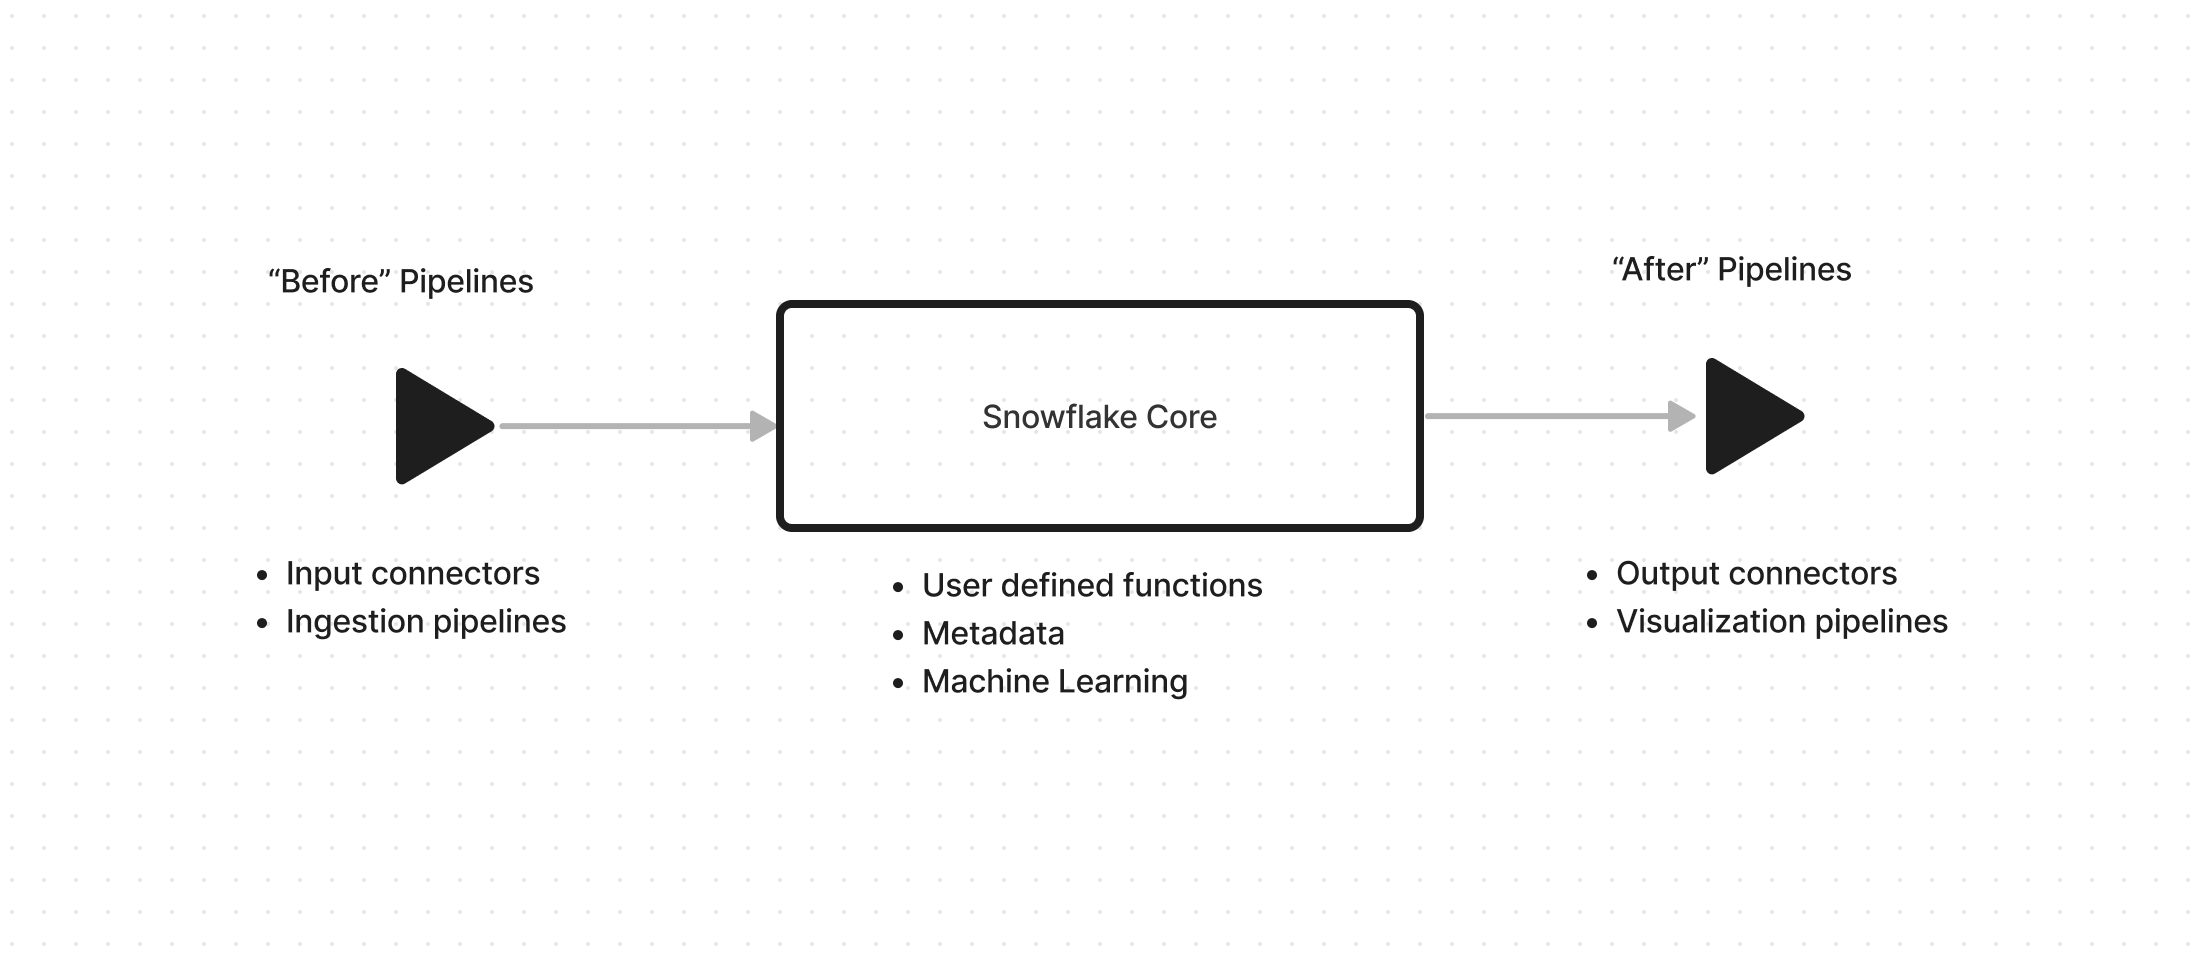 “Before” Pipelines
• Input connectors
• Ingestion pipelines
Snowflake Core
• User defined functions
• Metadata
• Machine Learning
“After” Pipelines
• Output connectors
• Visualization pipelines